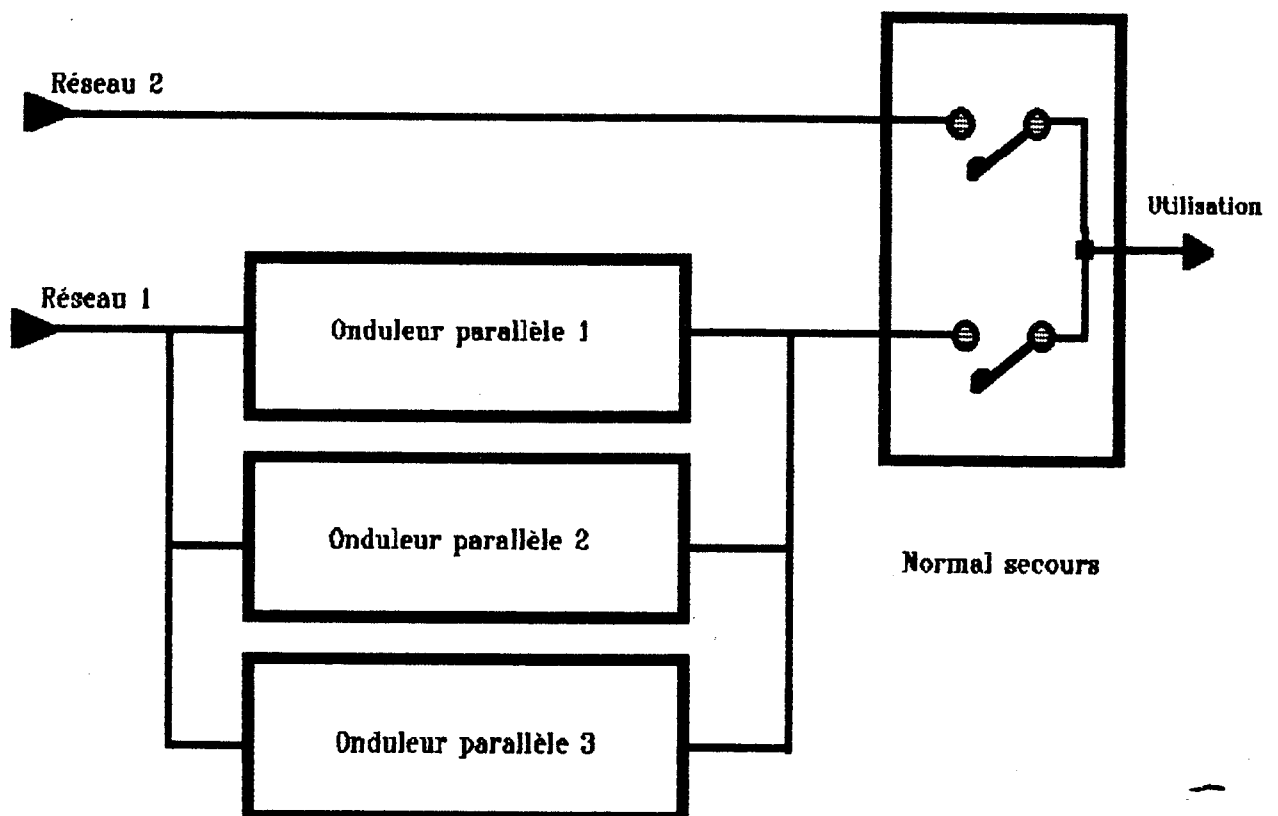 Réseau 2
Utilisation
Réseau 1
Onduleur parallèle 1
Onduleur parallèle 2
Normal secours
Onduleur parallèle 3